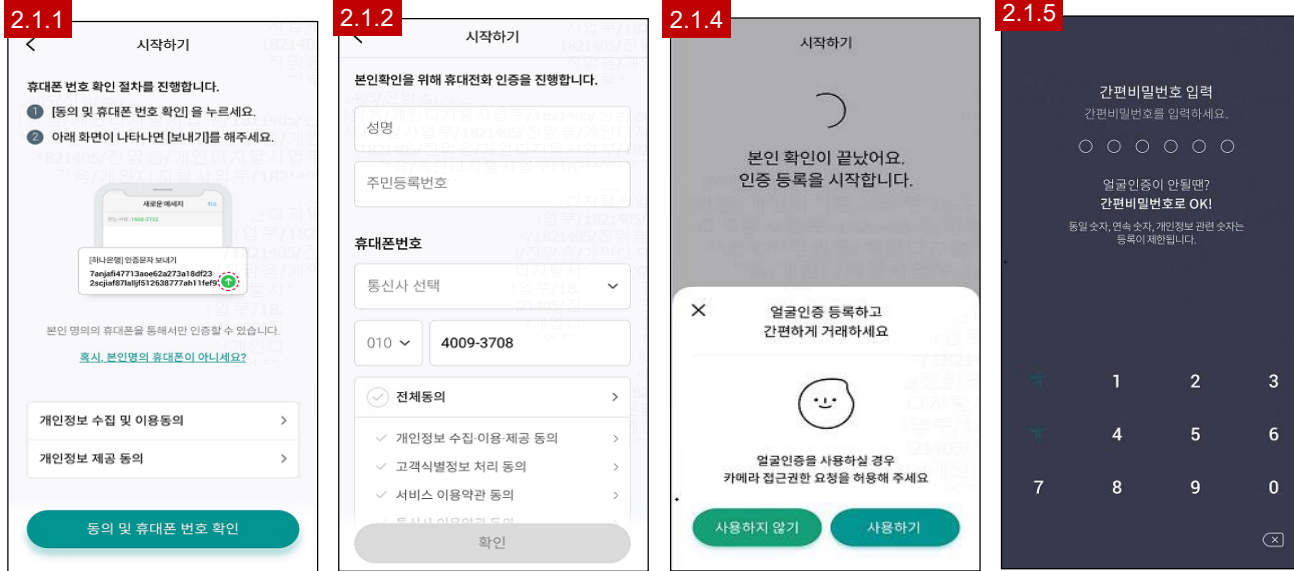 2.1.1
시작하기
휴대폰 번호 확인 절차를 진행합니다.
1 [동의 및 휴대폰 번호 확인] 을 누르세요.
2 아래 화면이 나타나면 [보내기]를 해주세요.
새로운 메세지
취소
[하나은행] 인증문자 보내기
본인 명의의 휴대폰을 통해서만 인증할 수 있습니다.
혹시, 본인명의 휴대폰이 아니세요?
개인정보 수집 및 이용동의
개인정보 제공 동의
동의 및 휴대폰 번호 확인
2.1.2
시작하기
본인확인을 위해 휴대전화 인증을 진행합니다.
성명
주민등록번호
휴대폰번호
통신사 선택
010
4009-3708
전체동의
개인정보 수집·이용·제공 동의
고객식별정보 처리 동의
서비스 이용약관 동의
확인
2.1.4
시작하기
본인 확인이 끝났어요.
인증 등록을 시작합니다.
얼굴인증 등록하고
간편하게 거래하세요
얼굴인증을 사용하실 경우
카메라 접근권한 요청을 허용해 주세요
사용하지 않기
사용하기
2.1.5
간편비밀번호 입력
간편비밀번호를 입력하세요.
얼굴인증이 안될땐?
간편비밀번호로 OK!
동일 숫자, 연속 숫자, 개인정보 관련 숫자는
등록이 제한됩니다.
1 2 3
4 5 6
7 8 9 0